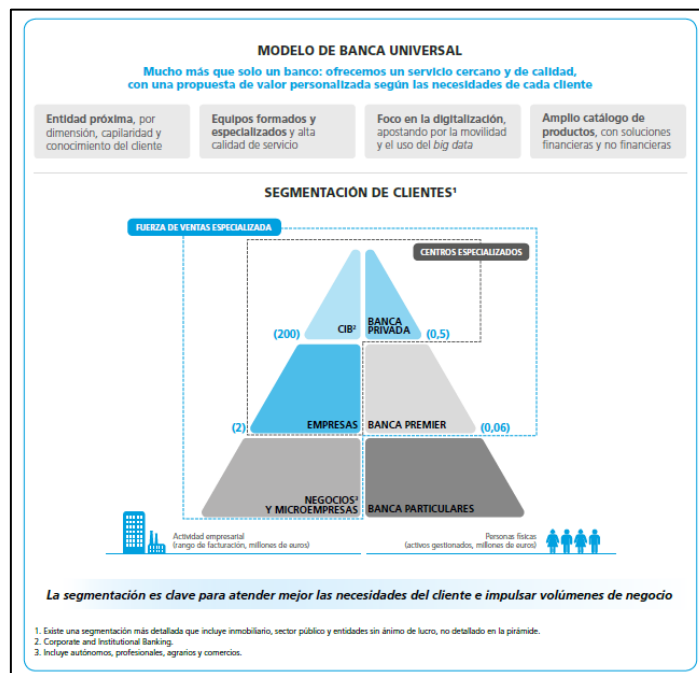 MODELO DE BANCA UNIVERSAL
Mucho más que solo un banco: ofrecemos un servicio cercano y de calidad,
con una propuesta de valor personalizada según las necesidades de cada cliente
Entidad próxima, por
dimensión, capilaridad y
conocimiento del cliente
Equipos formados y
especializados y alta
calidad de servicio
Foco en la digitalización,
apostando por la movilidad
y el uso del big data
Amplio catálogo de
productos, con soluciones
financieras y no financieras
SEGMENTACIÓN DE CLIENTES¹
FUERZA DE VENTAS ESPECIALIZADA
CENTROS ESPECIALIZADOS
CIB²
BANCA
PRIVADA
(200)
(0,5)
EMPRESAS
BANCA PREMIER
(2)
(0,06)
NEGOCIOS³
Y MICROEMPRESAS
BANCA PARTICULARES
Actividad empresarial
(rango de facturación, millones de euros)
Personas físicas
(activos gestionados, millones de euros)
La segmentación es clave para atender mejor las necesidades del cliente e impulsar volúmenes de negocio
1. Existe una segmentación más detallada que incluye inmobiliario, sector público y entidades sin ánimo de lucro, no detallado en la pirámide.
2. Corporate and Institutional Banking.
3. Incluye autónomos, profesionales, agrarios y comercios.